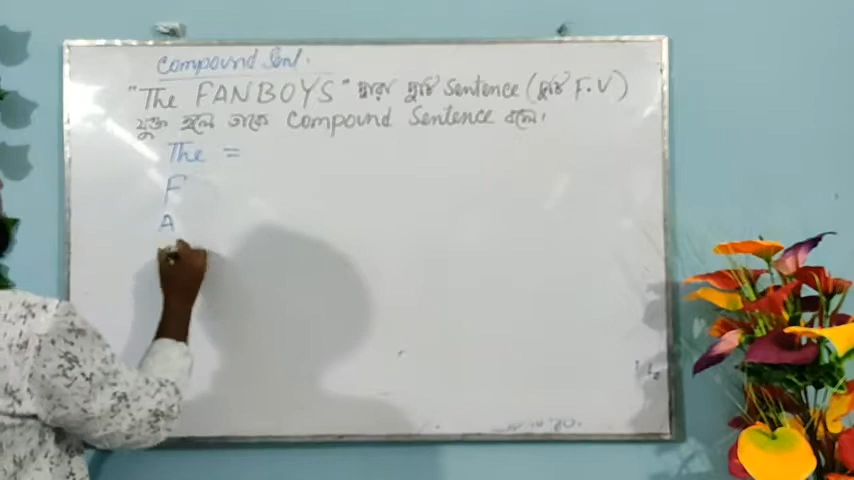 Compound Sent.
"The FANBOYS" দ্বারা দুটি Sentence (দুটি F.V)
যুক্ত হলে তাকে Compound Sentence বলে।
The =
F
A